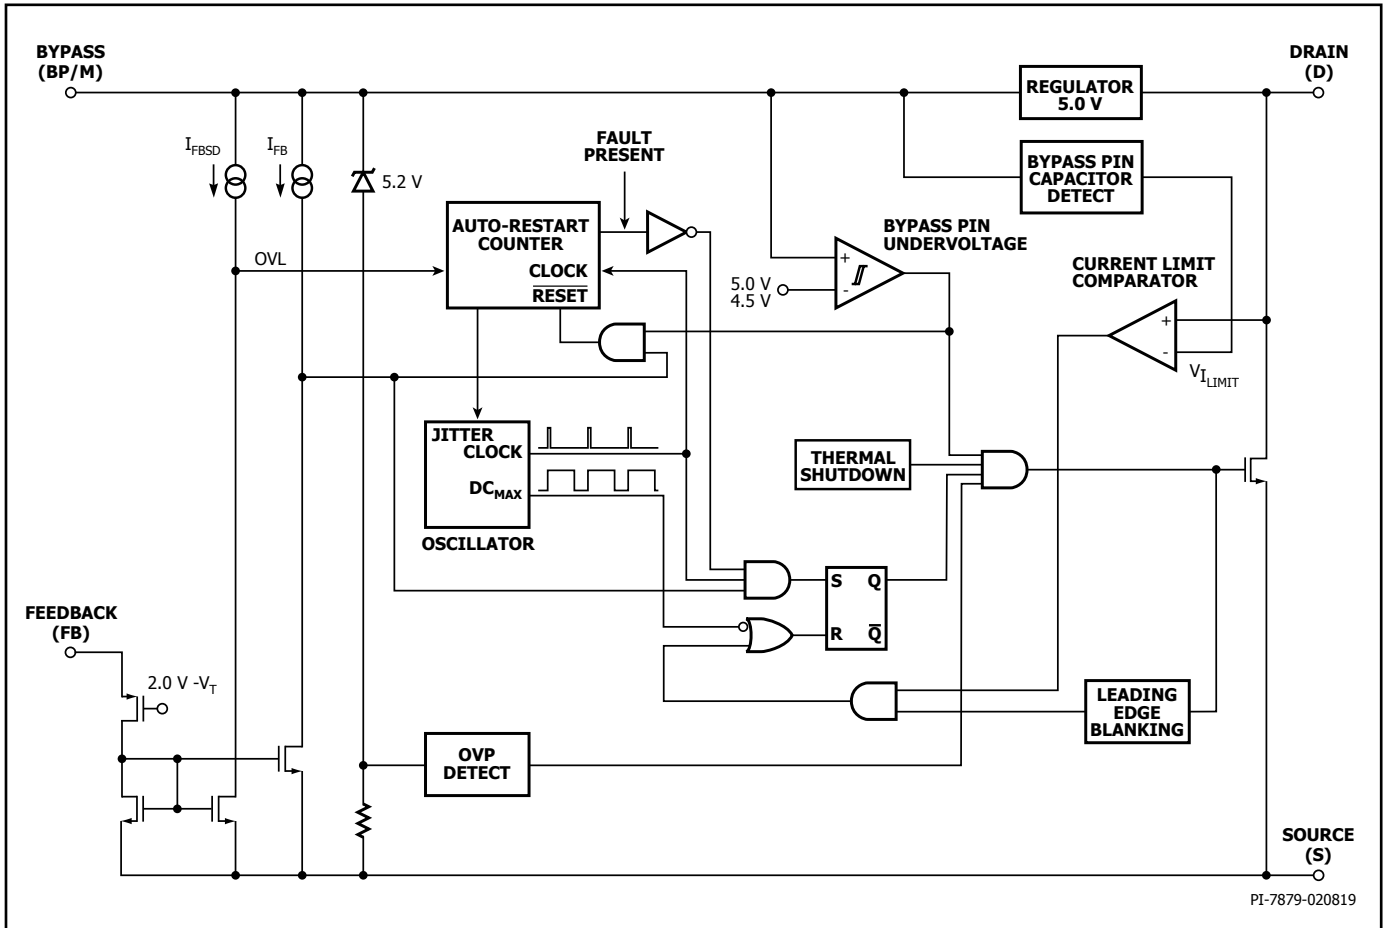 BYPASS
(BP/M)
DRAIN
(D)
REGULATOR
5.0 V
I_FBSD
I_FB
FAULT
PRESENT
BYPASS PIN
CAPACITOR
DETECT
5.2 V
AUTO-RESTART
COUNTER
CLOCK
RESET
OVL
BYPASS PIN
UNDERVOLTAGE
+
-
5.0 V
4.5 V
CURRENT LIMIT
COMPARATOR
+
-
V_I_LIMIT
JITTER
CLOCK
DC_MAX
OSCILLATOR
THERMAL
SHUTDOWN
S Q
R Q̅
FEEDBACK
(FB)
2.0 V -V_T
LEADING
EDGE
BLANKING
OVP
DETECT
SOURCE
(S)
PI-7879-020819